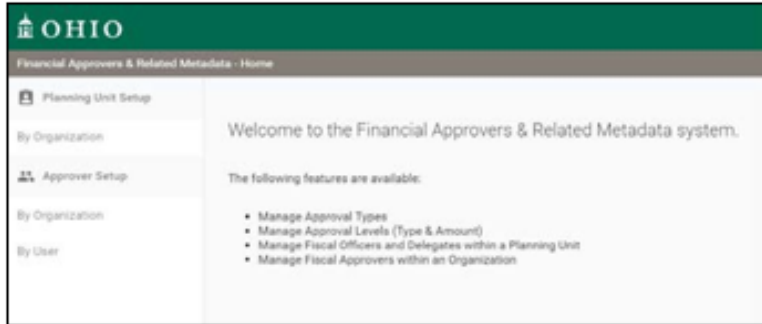 OHIO
Financial Approvers & Related Metadata - Home
Planning Unit Setup
By Organization
Approver Setup
By Organization
By User
Welcome to the Financial Approvers & Related Metadata system.
The following features are available:
• Manage Approval Types
• Manage Approval Levels (Type & Amount)
• Manage Fiscal Officers and Delegates within a Planning Unit
• Manage Fiscal Approvers within an Organization